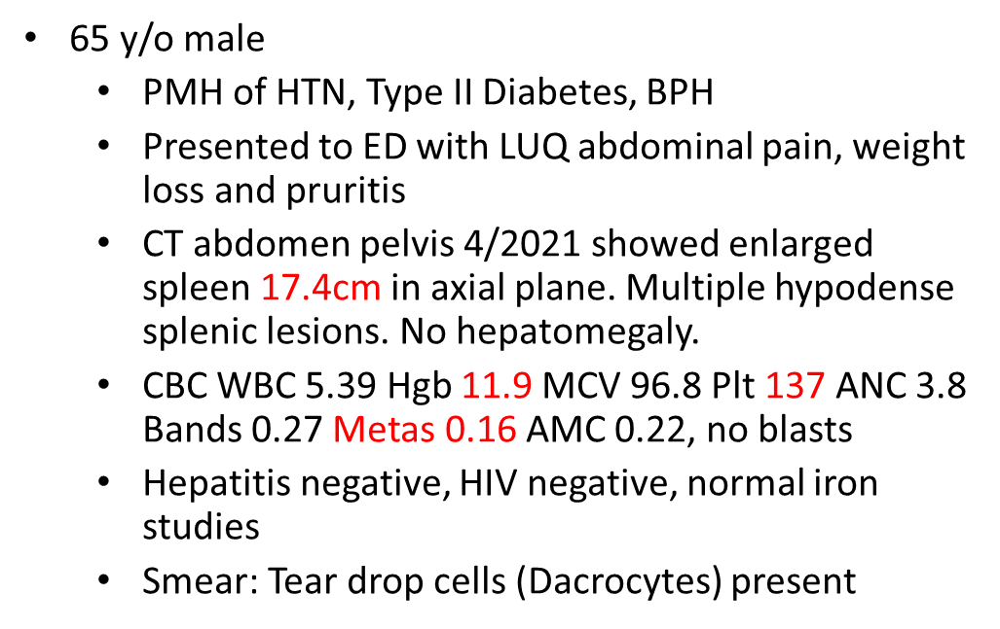 • 65 y/o male
• PMH of HTN, Type II Diabetes, BPH
• Presented to ED with LUQ abdominal pain, weight
loss and pruritis
• CT abdomen pelvis 4/2021 showed enlarged
spleen 17.4cm in axial plane. Multiple hypodense
splenic lesions. No hepatomegaly.
• CBC WBC 5.39 Hgb 11.9 MCV 96.8 Plt 137 ANC 3.8
Bands 0.27 Metas 0.16 AMC 0.22, no blasts
• Hepatitis negative, HIV negative, normal iron
studies
• Smear: Tear drop cells (Dacrocytes) present